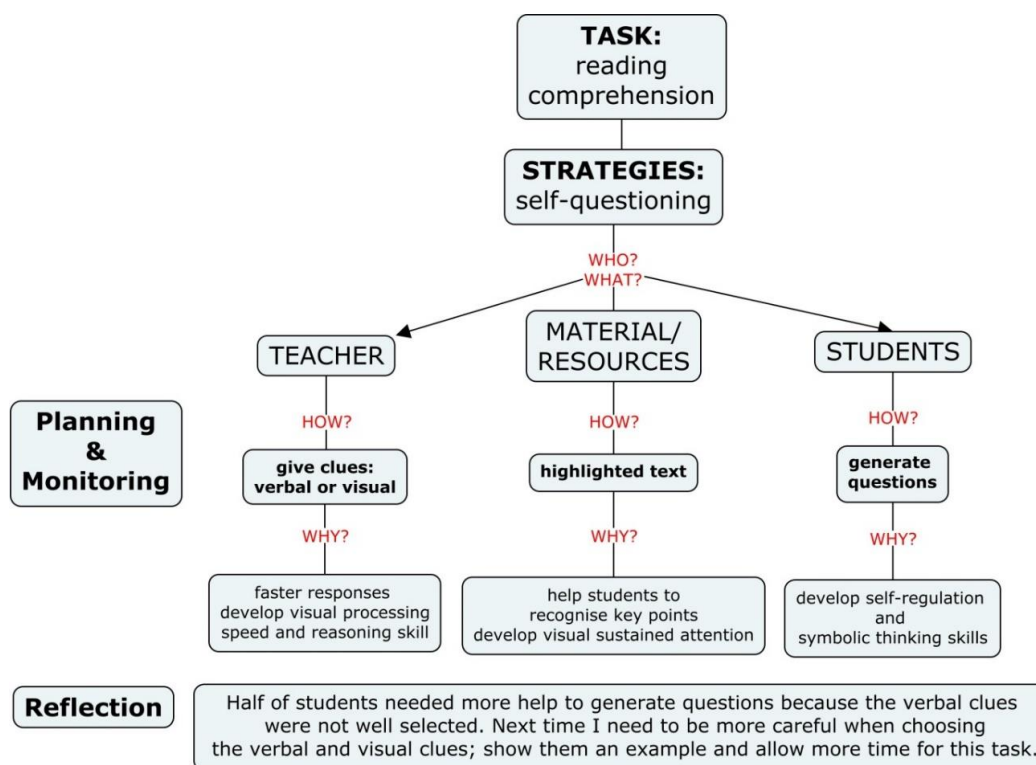 TASK:
reading
comprehension
STRATEGIES:
self-questioning
WHO?
WHAT?
TEACHER
MATERIAL/
RESOURCES
STUDENTS
Planning
&
Monitoring
HOW?
HOW?
HOW?
give clues:
verbal or visual
highlighted text
generate
questions
WHY?
WHY?
WHY?
faster responses
develop visual processing
speed and reasoning skill
help students to
recognise key points
develop visual sustained attention
develop self-regulation
and
symbolic thinking skills
Reflection
Half of students needed more help to generate questions because the verbal clues
were not well selected. Next time I need to be more careful when choosing
the verbal and visual clues; show them an example and allow more time for this task.